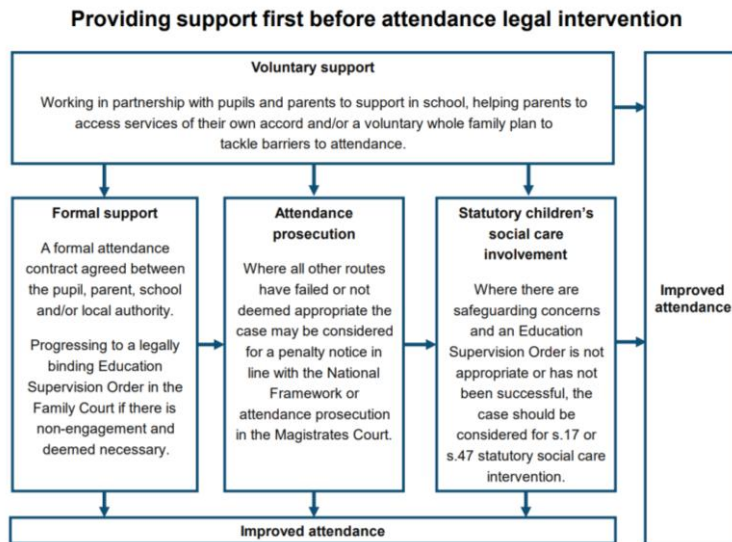 Providing support first before attendance legal intervention
Voluntary support
Working in partnership with pupils and parents to support in school, helping parents to
access services of their own accord and/or a voluntary whole family plan to
tackle barriers to attendance.
Formal support
A formal attendance
contract agreed between
the pupil, parent, school
and/or local authority.
Progressing to a legally
binding Education
Supervision Order in the
Family Court if there is
non-engagement and
deemed necessary.
Attendance
prosecution
Where all other routes
have failed or not
deemed appropriate the
case may be considered
for a penalty notice in
line with the National
Framework or
attendance prosecution
in the Magistrates Court.
Statutory children's
social care
involvement
Where there are
safeguarding concerns
and an Education
Supervision Order is not
appropriate or has not
been successful, the
case should be
considered for s.17 or
s.47 statutory social care
intervention.
Improved
attendance
Improved attendance